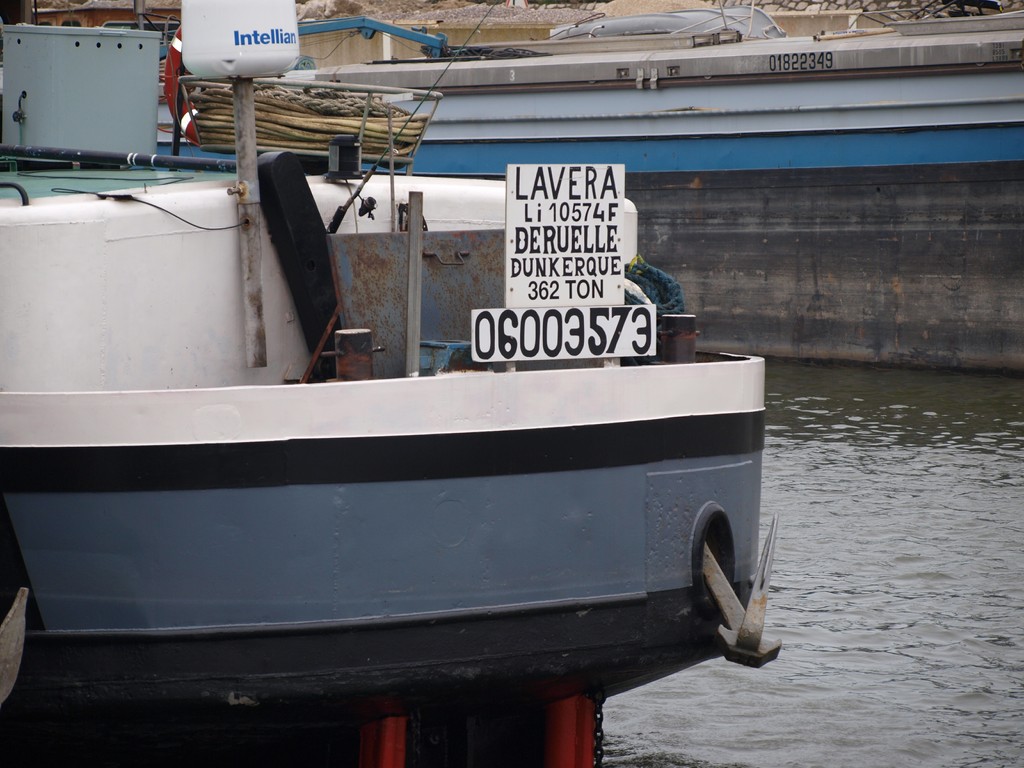 Intellian
01822349
LAVERA
Li 10574F
DERUELLE
DUNKERQUE
362 TON
06003573